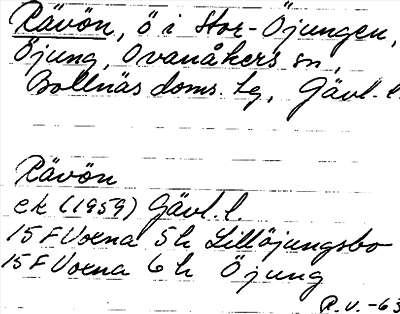 Rävön, ö i Stor-Öjungen,
Öjung, Ovanåkers sn,
Bollnäs doms. tg, Gävl. l.
Rävön
ek (1959) Gävl. l.
15 F Voxna 5 h Lillöjungsbo
15 F Voxna 6 h Öjung
R.V. -63